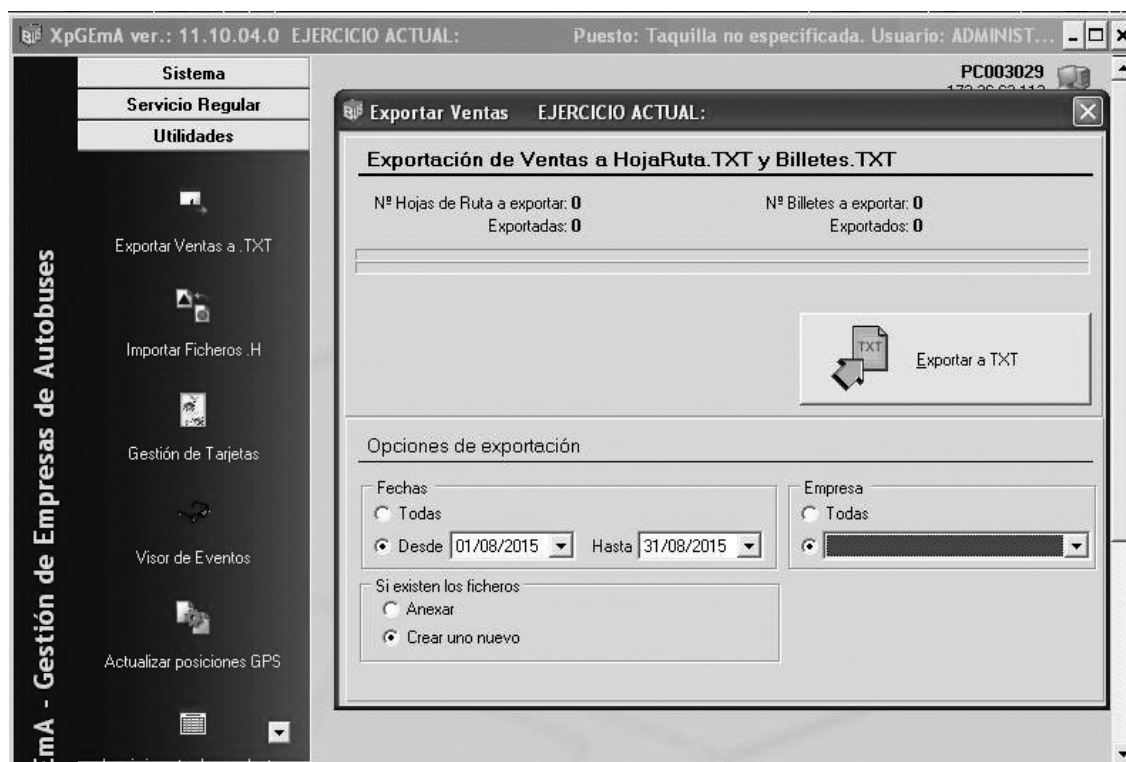 XpGEmA ver.: 11.10.04.0 EJERCICIO ACTUAL: Puesto: Taquilla no especificada. Usuario: ADMINIST...
Sistema
Servicio Regular
Utilidades
PC003029
Exportar Ventas a .TXT
Importar Ficheros .H
Gestión de Tarjetas
Visor de Eventos
Actualizar posiciones GPS
EmA - Gestión de Empresas de Autobuses
Exportar Ventas EJERCICIO ACTUAL:
Exportación de Ventas a HojaRuta.TXT y Billetes.TXT
Nº Hojas de Ruta a exportar: 0 Nº Billetes a exportar: 0
Exportadas: 0 Exportados: 0
TXT
Exportar a TXT
Opciones de exportación
Fechas Empresa
Todas Todas
Desde 01/08/2015 Hasta 31/08/2015
Si existen los ficheros
Anexar
Crear uno nuevo